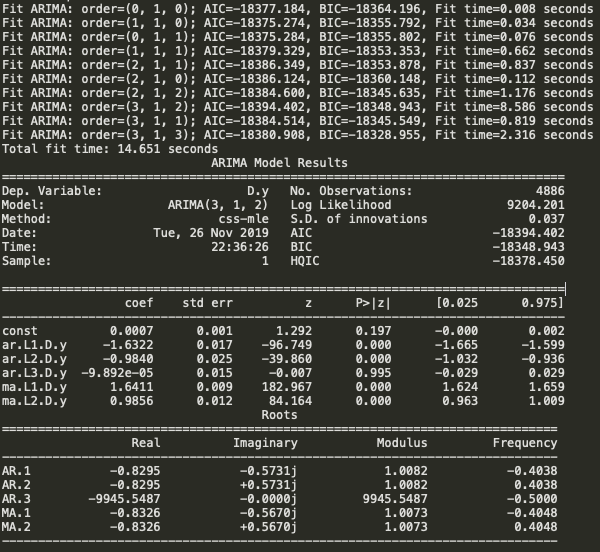 Fit ARIMA: order=(0, 1, 0); AIC=-18377.184, BIC=-18364.196, Fit time=0.008 seconds
Fit ARIMA: order=(1, 1, 0); AIC=-18375.274, BIC=-18355.792, Fit time=0.034 seconds
Fit ARIMA: order=(0, 1, 1); AIC=-18375.284, BIC=-18355.802, Fit time=0.076 seconds
Fit ARIMA: order=(1, 1, 1); AIC=-18379.329, BIC=-18353.353, Fit time=0.662 seconds
Fit ARIMA: order=(2, 1, 1); AIC=-18386.349, BIC=-18353.878, Fit time=0.837 seconds
Fit ARIMA: order=(2, 1, 0); AIC=-18386.124, BIC=-18360.148, Fit time=0.112 seconds
Fit ARIMA: order=(2, 1, 2); AIC=-18384.600, BIC=-18345.635, Fit time=1.176 seconds
Fit ARIMA: order=(3, 1, 2); AIC=-18394.402, BIC=-18348.943, Fit time=8.586 seconds
Fit ARIMA: order=(3, 1, 1); AIC=-18384.514, BIC=-18345.549, Fit time=0.819 seconds
Fit ARIMA: order=(3, 1, 3); AIC=-18380.908, BIC=-18328.955, Fit time=2.316 seconds
Total fit time: 14.651 seconds
ARIMA Model Results
==============================================================================
Dep. Variable: D.y No. Observations: 4886
Model: ARIMA(3, 1, 2) Log Likelihood 9204.201
Method: css-mle S.D. of innovations 0.037
Date: Tue, 26 Nov 2019 AIC -18394.402
Time: 22:36:26 BIC -18348.943
Sample: 1 HQIC -18378.450
==============================================================================
coef std err z P>|z| [0.025 0.975]
------------------------------------------------------------------------------
const 0.0007 0.001 1.292 0.197 -0.000 0.002
ar.L1.D.y -1.6322 0.017 -96.749 0.000 -1.665 -1.599
ar.L2.D.y -0.9840 0.025 -39.860 0.000 -1.032 -0.936
ar.L3.D.y -9.892e-05 0.015 -0.007 0.995 -0.029 0.029
ma.L1.D.y 1.6411 0.009 182.967 0.000 1.624 1.659
ma.L2.D.y 0.9856 0.012 84.164 0.000 0.963 1.009
Roots
=============================================================================
Real Imaginary Modulus Frequency
-----------------------------------------------------------------------------
AR.1 -0.8295 -0.5731j 1.0082 -0.4038
AR.2 -0.8295 +0.5731j 1.0082 0.4038
AR.3 -9945.5487 -0.0000j 9945.5487 -0.5000
MA.1 -0.8326 -0.5670j 1.0073 -0.4048
MA.2 -0.8326 +0.5670j 1.0073 0.4048
-----------------------------------------------------------------------------